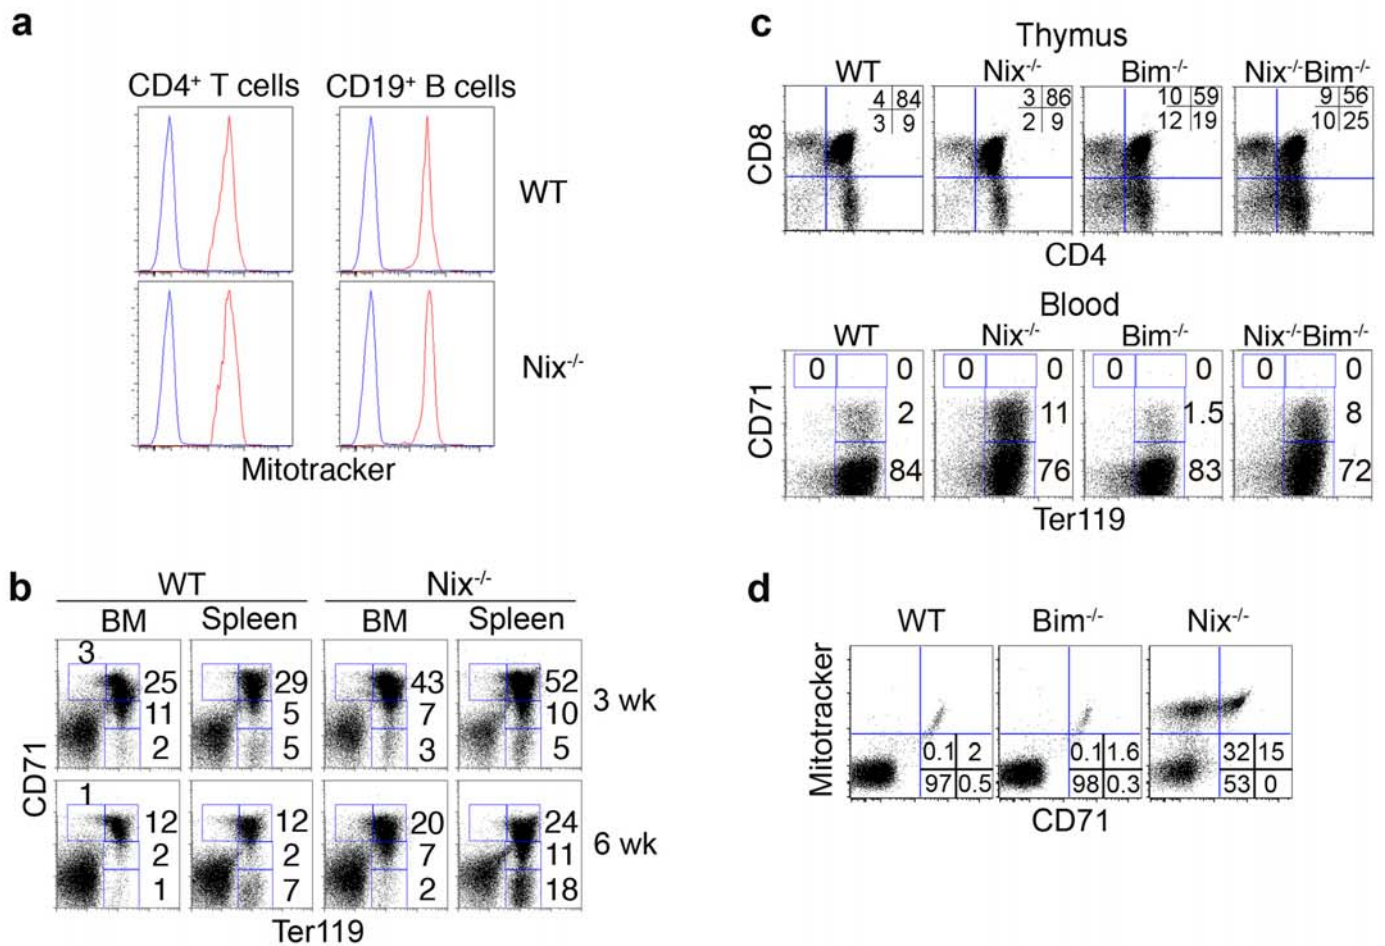 a
CD4+ T cells
CD19+ B cells
WT
Nix-/-
Mitotracker
b
WT
Nix-/-
BM
Spleen
BM
Spleen
3
25
11
2
29
5
5
43
7
3
52
10
5
3 wk
1
12
2
1
12
2
7
20
7
2
24
11
18
6 wk
CD71
Ter119
c
Thymus
WT
Nix-/-
Bim-/-
Nix-/-Bim-/-
4 84
3 9
3 86
2 9
10 59
12 19
9 56
10 25
CD8
CD4
Blood
WT
Nix-/-
Bim-/-
Nix-/-Bim-/-
0 0
2
84
0 0
11
76
0 0
1.5
83
0 0
8
72
CD71
Ter119
d
WT
Bim-/-
Nix-/-
0.1 2
97 0.5
0.1 1.6
98 0.3
32 15
53 0
Mitotracker
CD71